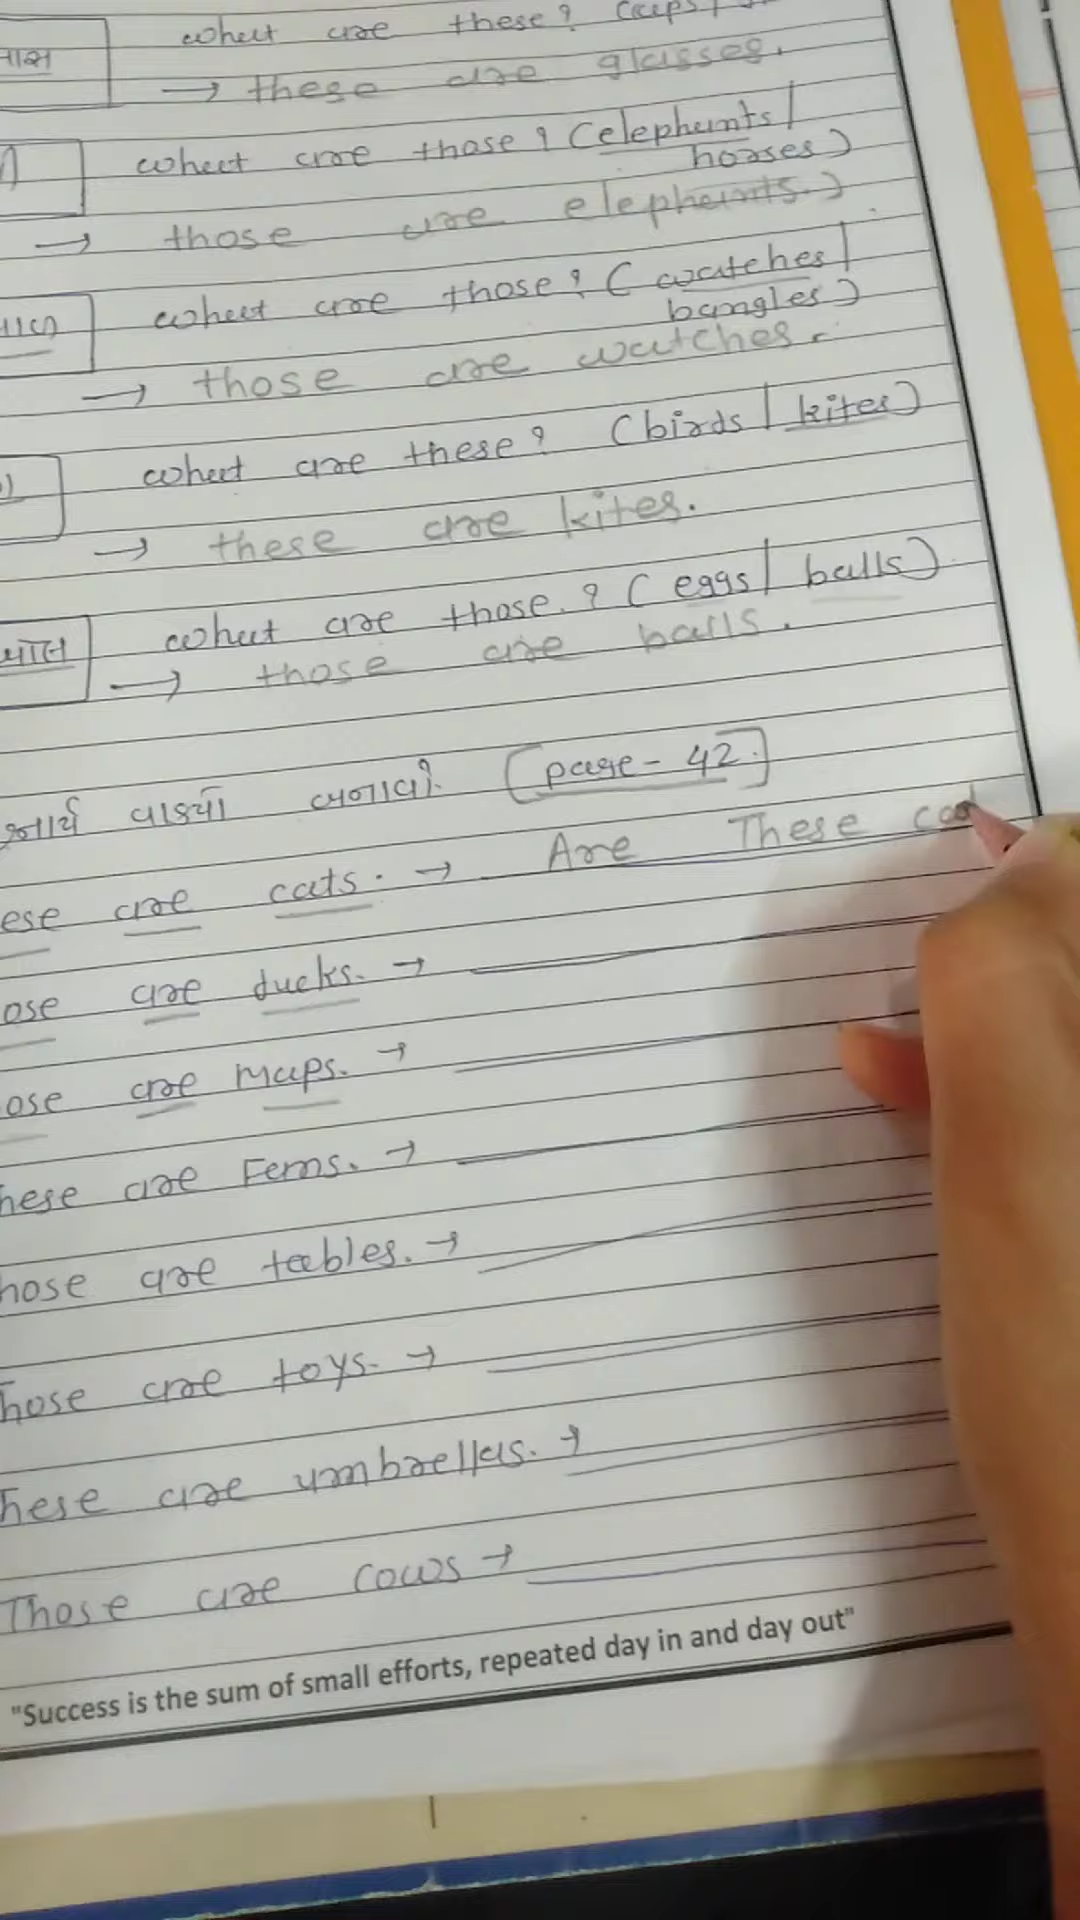 what are these? (cups/
→ these are glasses.
what are those? (elephants/
horses)
→ those are elephants.)
what are those? (watches/
bangles)
→ those are watches.
what are these? (birds / kites)
→ these are kites.
what are those.? (eggs/ balls).
→ those are balls.
વાક્યો બનાવો. [page - 42.]
ese are cats. → Are These ca
ose are ducks. →
ose are Maps. →
hese are Ferns. →
hose are tables. →
hose are toys. →
hese are umbrellas. →
Those are cows →
"Success is the sum of small efforts, repeated day in and day out"